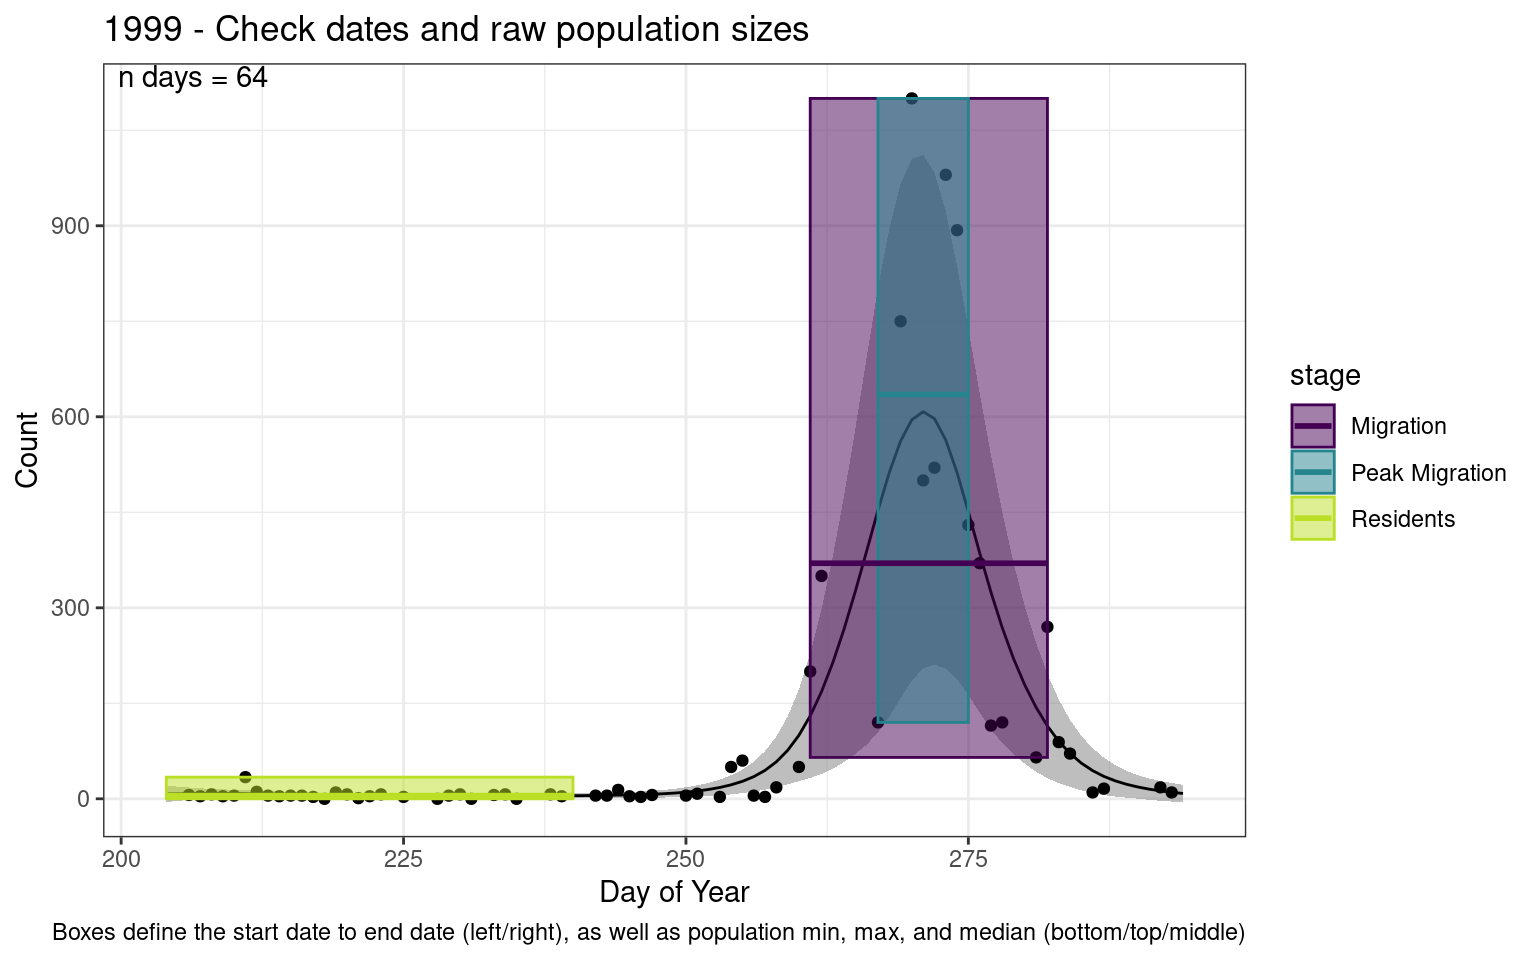 1999 - Check dates and raw population sizes
n days = 64
900
600
300
0
Count
200 225 250 275
Day of Year
stage
Migration
Peak Migration
Residents
Boxes define the start date to end date (left/right), as well as population min, max, and median (bottom/top/middle)